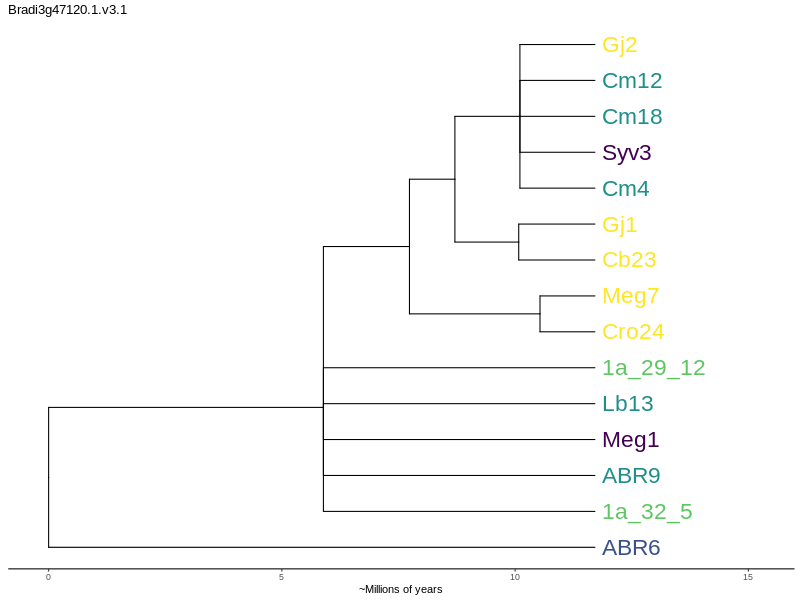 Bradi3g47120.1.v3.1
Gj2
Cm12
Cm18
Syv3
Cm4
Gj1
Cb23
Meg7
Cro24
1a_29_12
Lb13
Meg1
ABR9
1a_32_5
ABR6
0 5 10 15
~Millions of years